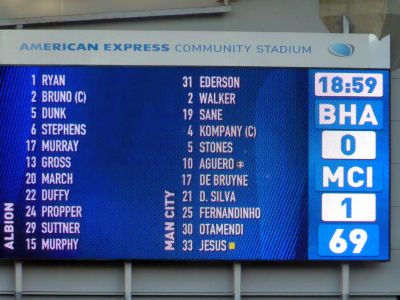 AMERICAN EXPRESS COMMUNITY STADIUM
ALBION
1 RYAN
2 BRUNO (C)
5 DUNK
6 STEPHENS
17 MURRAY
13 GROSS
20 MARCH
22 DUFFY
24 PROPPER
29 SUTTNER
15 MURPHY
MAN CITY
31 EDERSON
2 WALKER
19 SANE
4 KOMPANY (C)
5 STONES
10 AGUERO
17 DE BRUYNE
21 D. SILVA
25 FERNANDINHO
30 OTAMENDI
33 JESUS
18:59
BHA
0
MCI
1
69